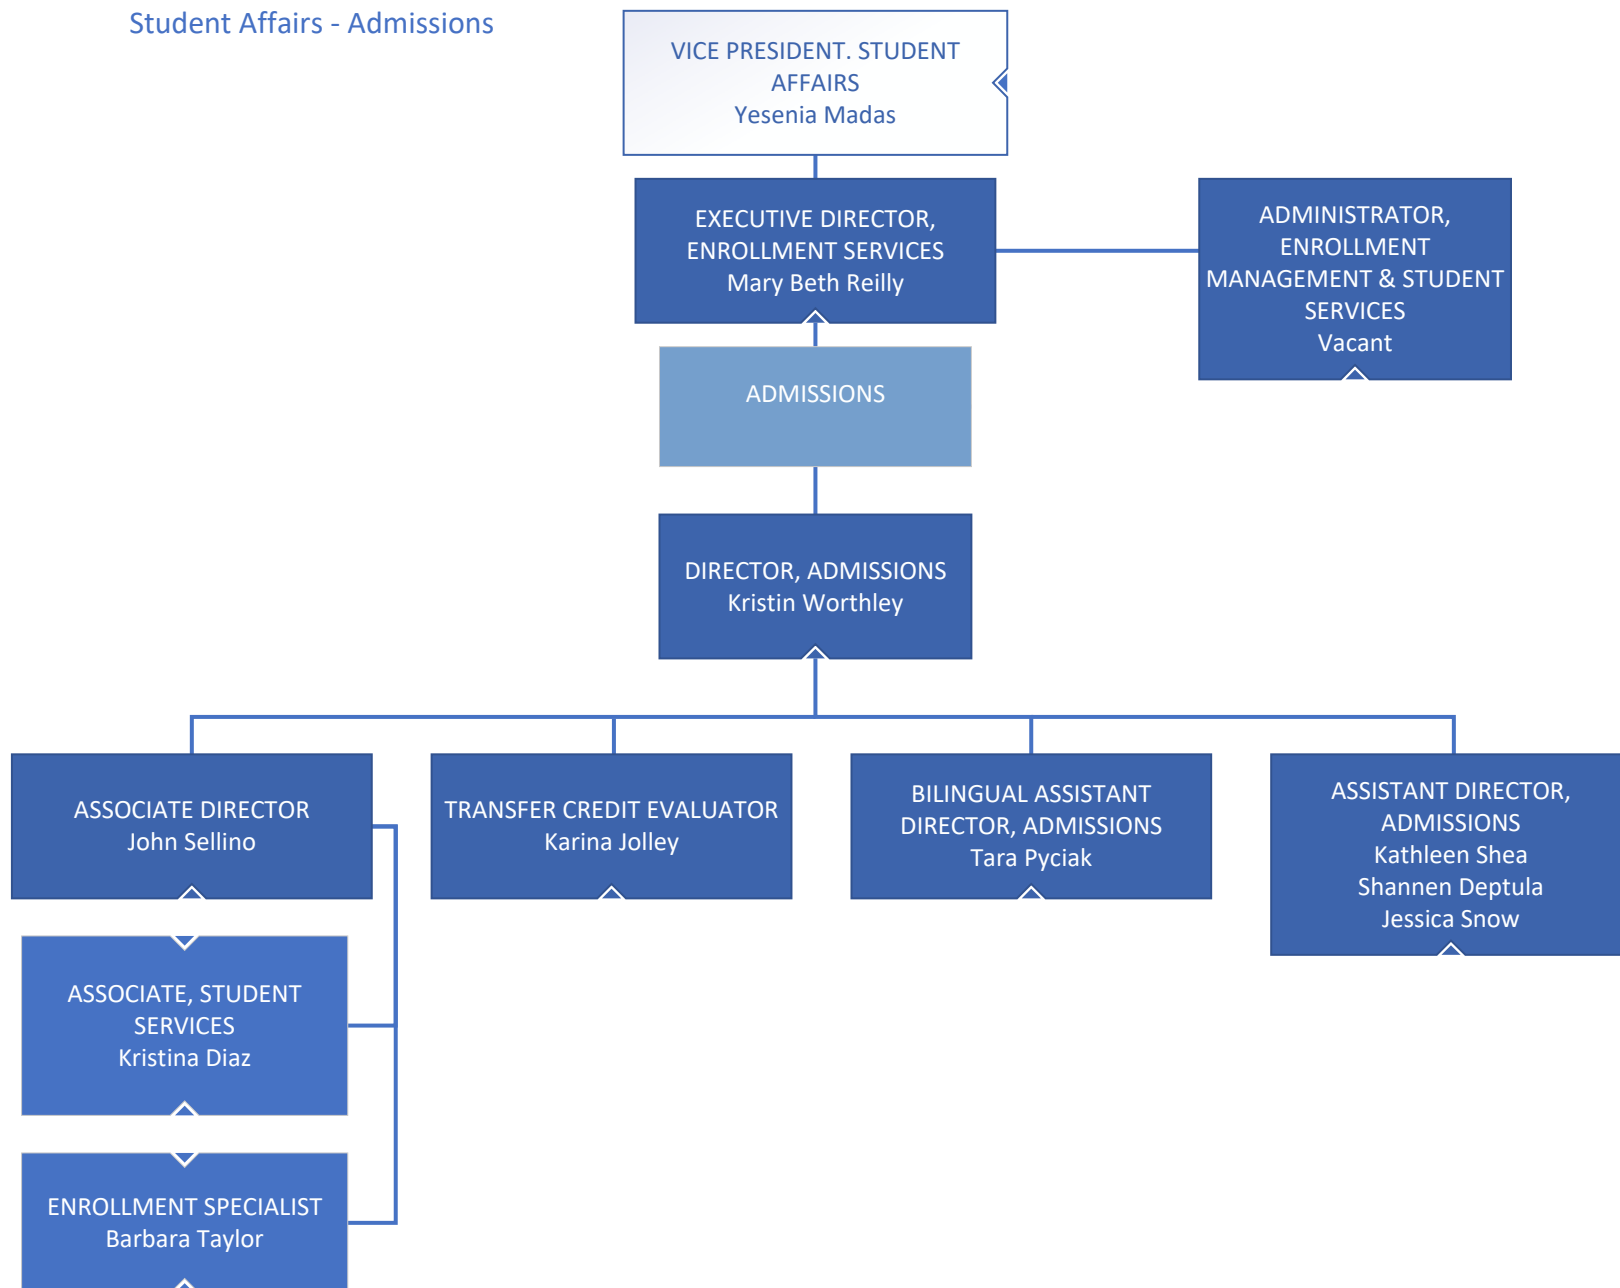 Student Affairs - Admissions
VICE PRESIDENT. STUDENT
AFFAIRS
Yesenia Madas
EXECUTIVE DIRECTOR,
ENROLLMENT SERVICES
Mary Beth Reilly
ADMINISTRATOR,
ENROLLMENT
MANAGEMENT & STUDENT
SERVICES
Vacant
ADMISSIONS
DIRECTOR, ADMISSIONS
Kristin Worthley
ASSOCIATE DIRECTOR
John Sellino
TRANSFER CREDIT EVALUATOR
Karina Jolley
BILINGUAL ASSISTANT
DIRECTOR, ADMISSIONS
Tara Pyciak
ASSISTANT DIRECTOR,
ADMISSIONS
Kathleen Shea
Shannen Deptula
Jessica Snow
ASSOCIATE, STUDENT
SERVICES
Kristina Diaz
ENROLLMENT SPECIALIST
Barbara Taylor